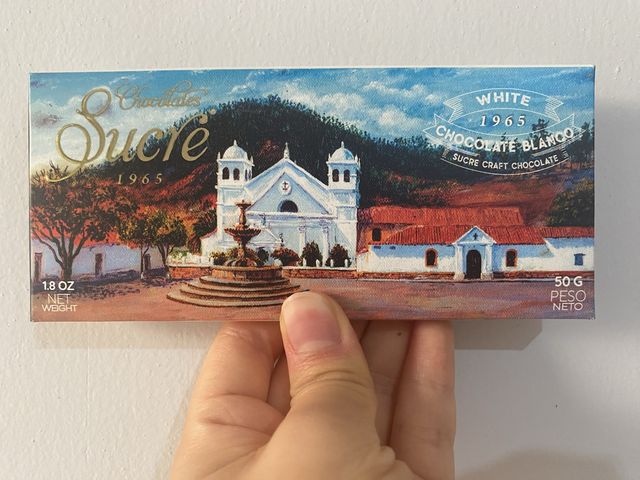 Chocolates
Sucre
1965
WHITE
1965
CHOCOLATE BLANCO
SUCRE CRAFT CHOCOLATE
1.8 OZ
NET
WEIGHT
50 G
PESO
NETO